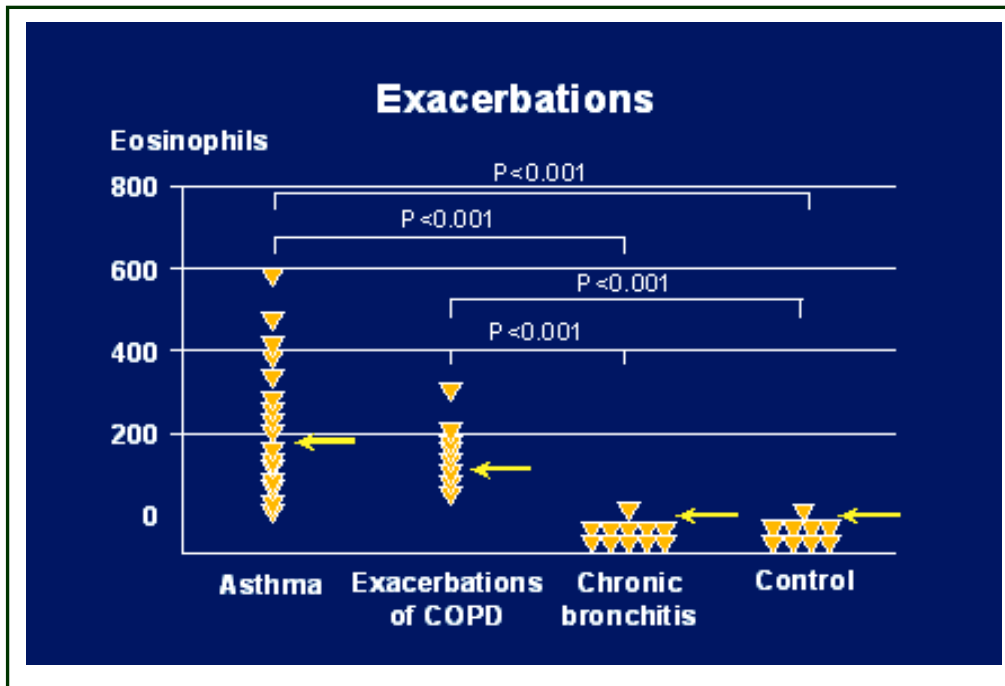 Exacerbations
Eosinophils
800
P<0.001
P<0.001
600
P<0.001
P<0.001
400
200
0
Asthma Exacerbations Chronic Control
of COPD bronchitis